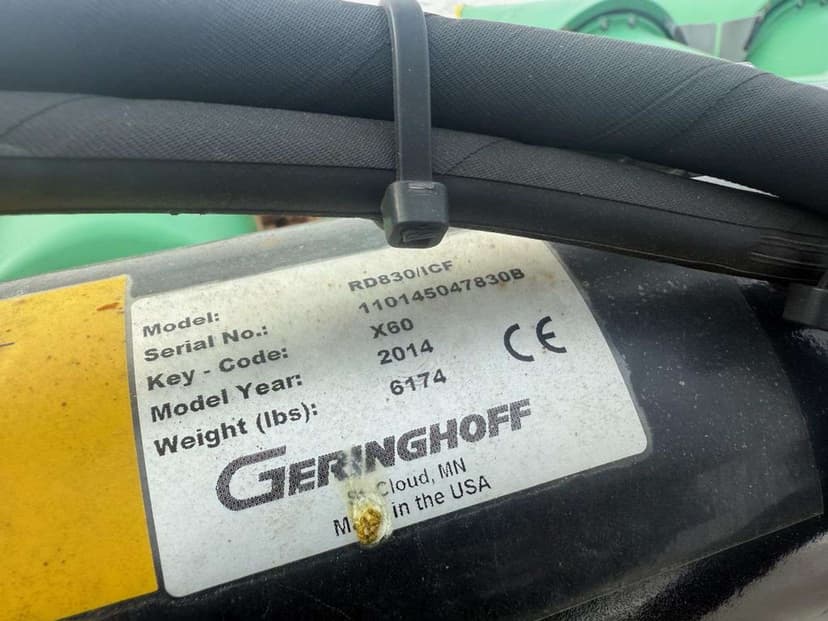 Model: RD830/ICF
Serial No.: 110145047830B
Key - Code: X60
Model Year: 2014
Weight (lbs): 6174
CE
GERINGHOFF
Cloud, MN
in the USA